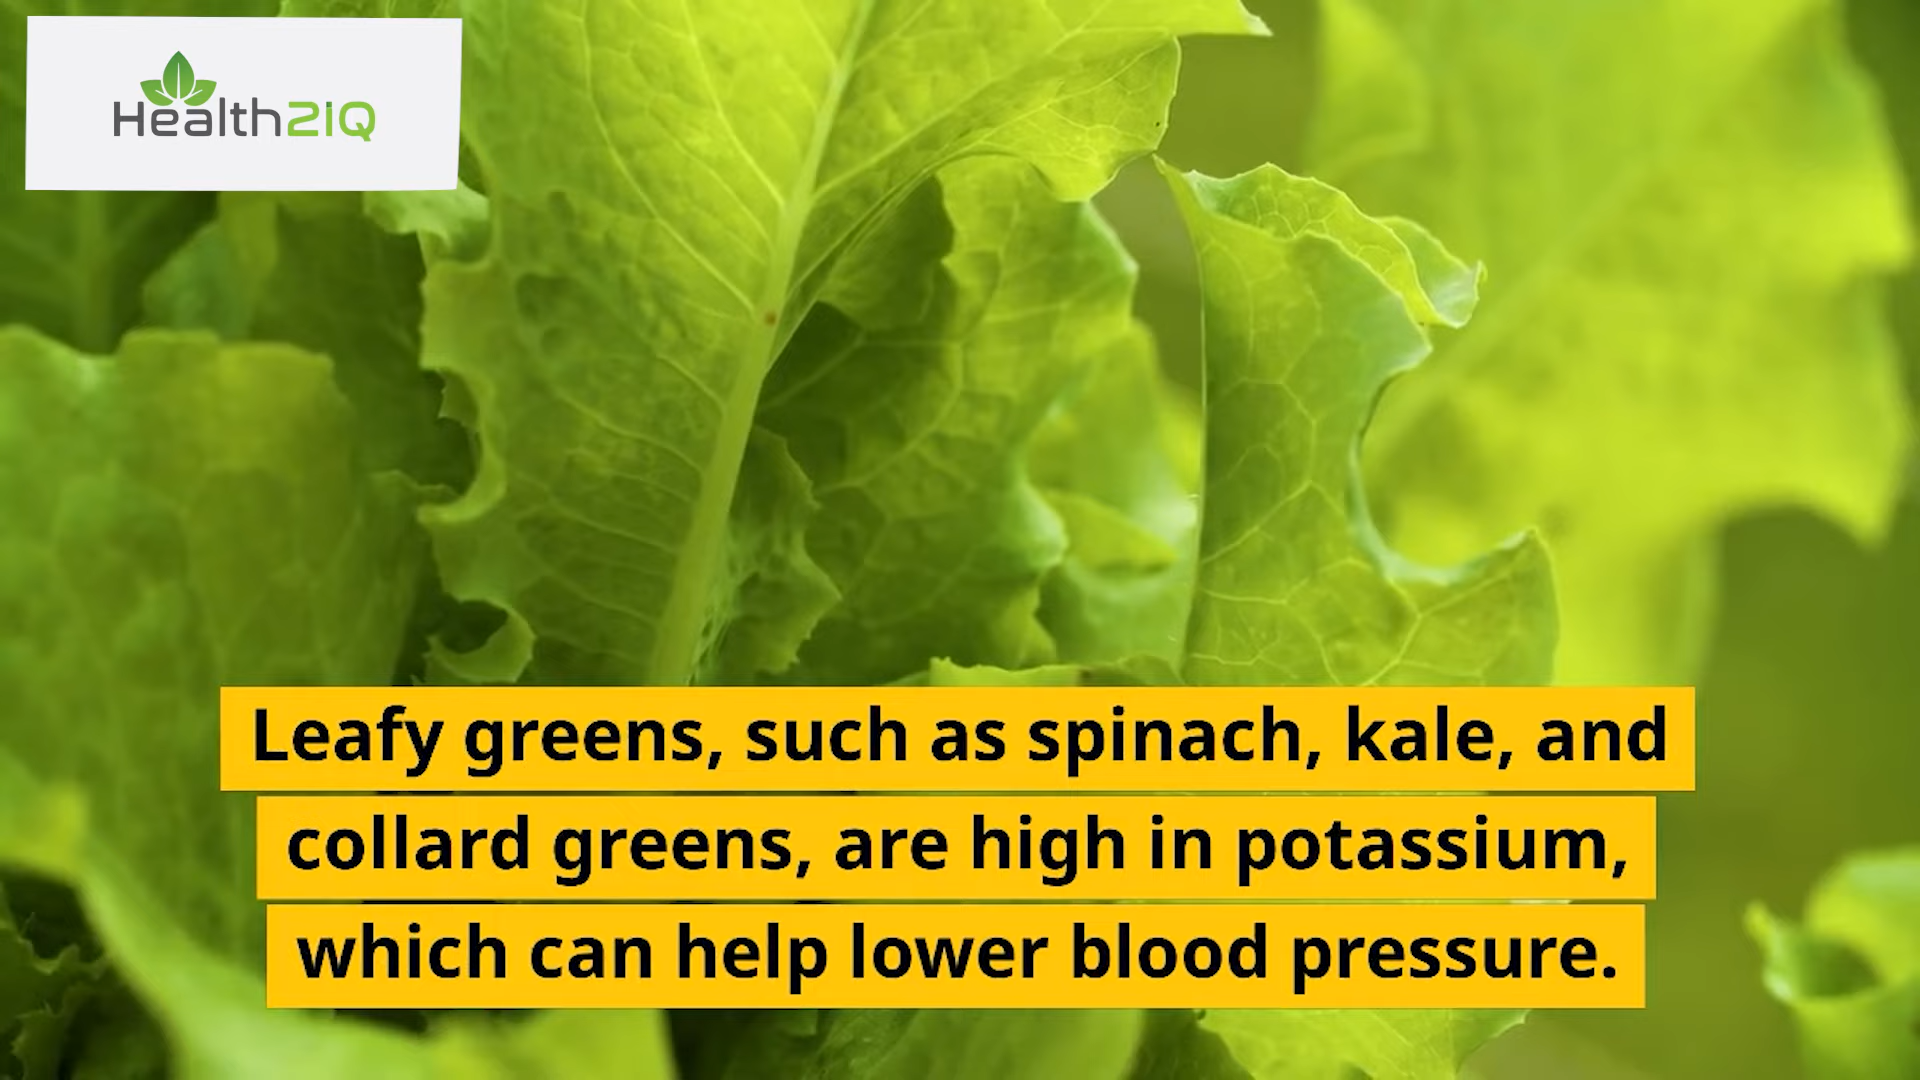 Health2iQ
Leafy greens, such as spinach, kale, and
collard greens, are high in potassium,
which can help lower blood pressure.